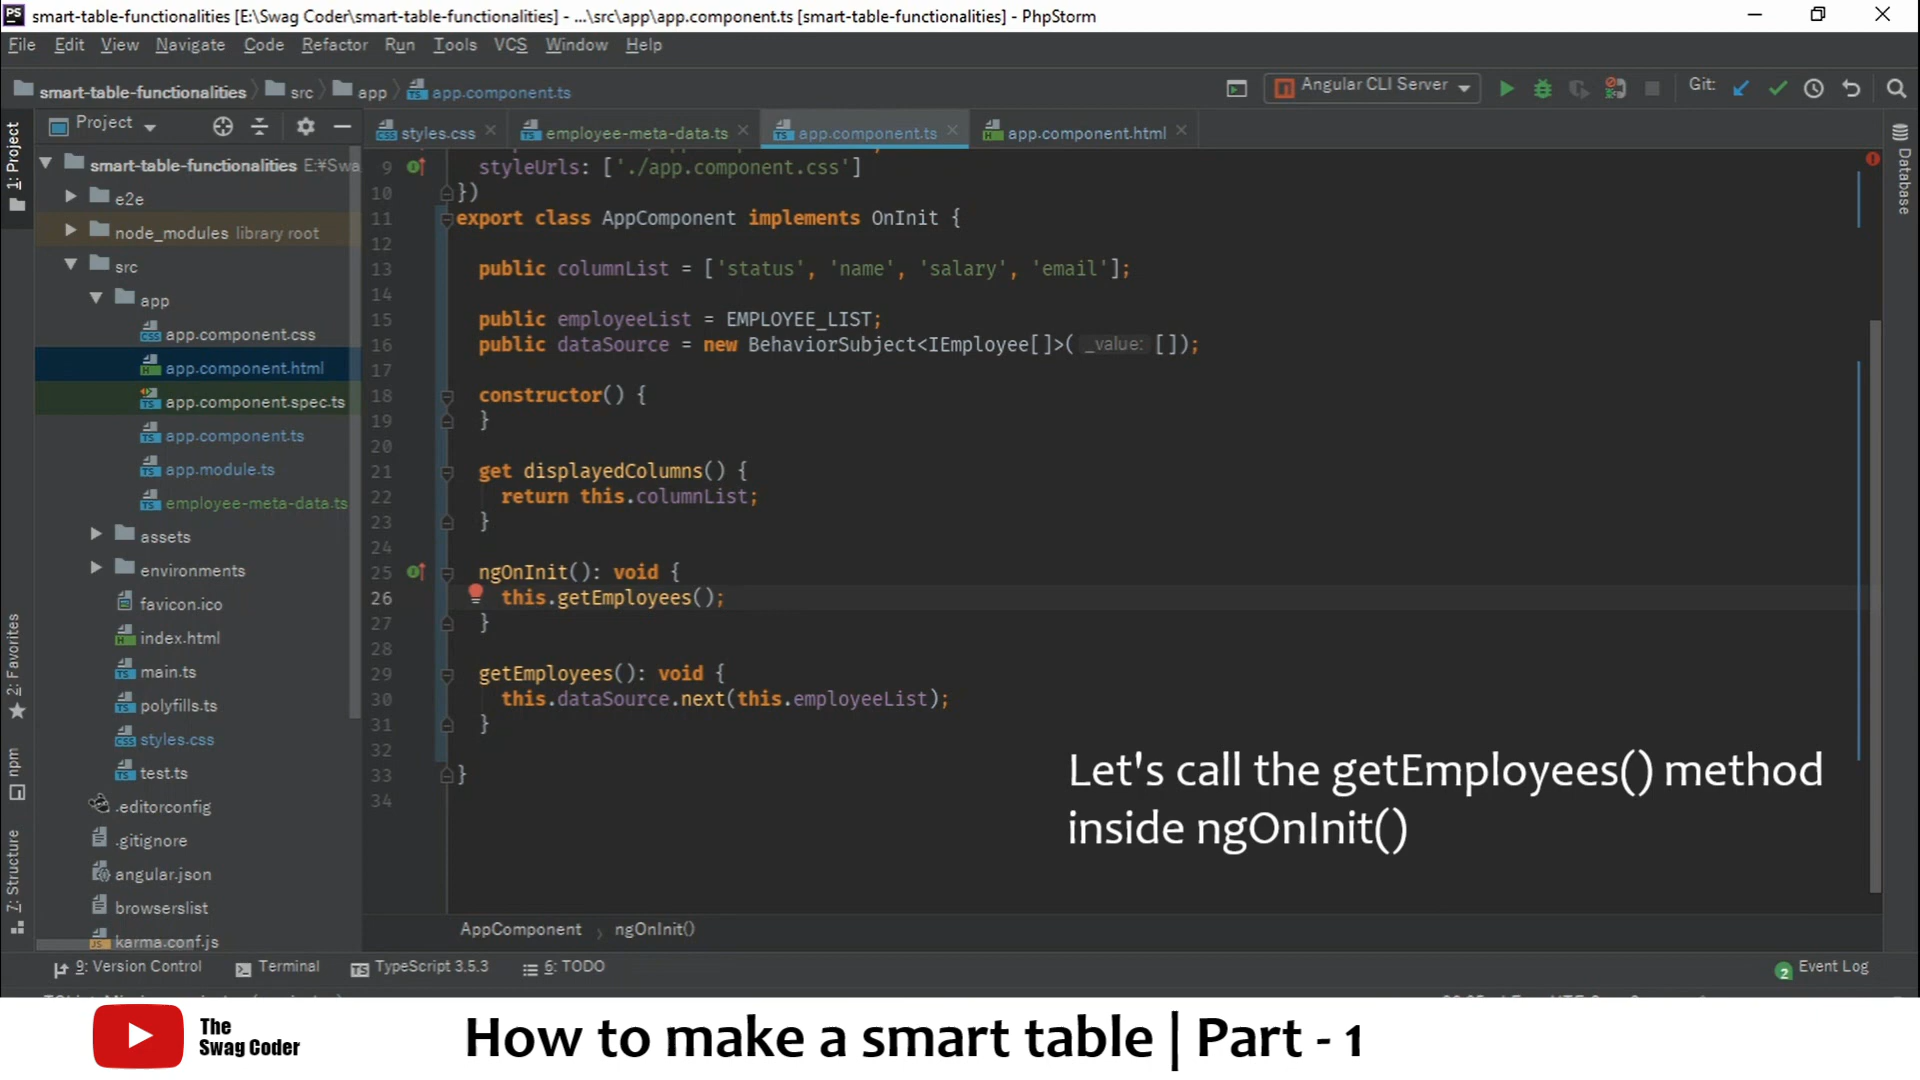 PS smart-table-functionalities [E:\Swag Coder\smart-table-functionalities] - ...\src\app\app.component.ts [smart-table-functionalities] - PhpStorm
File Edit View Navigate Code Refactor Run Tools VCS Window Help
smart-table-functionalities src app app.component.ts Angular CLI Server Git:
Project
styles.css employee-meta-data.ts app.component.ts app.component.html
1: Project
2: Favorites
npm
7: Structure
Database
smart-table-functionalities E:¥Swa
e2e
node_modules library root
src
app
app.component.css
app.component.html
app.component.spec.ts
app.component.ts
app.module.ts
employee-meta-data.ts
assets
environments
favicon.ico
index.html
main.ts
polyfills.ts
styles.css
test.ts
.editorconfig
.gitignore
angular.json
browserslist
karma.conf.js
9 styleUrls: ['./app.component.css']
10 })
11 export class AppComponent implements OnInit {
12
13 public columnList = ['status', 'name', 'salary', 'email'];
14
15 public employeeList = EMPLOYEE_LIST;
16 public dataSource = new BehaviorSubject<IEmployee[]>( _value: []);
17
18 constructor() {
19 }
20
21 get displayedColumns() {
22 return this.columnList;
23 }
24
25 ngOnInit(): void {
26 this.getEmployees();
27 }
28
29 getEmployees(): void {
30 this.dataSource.next(this.employeeList);
31 }
32
33 }
34
Let's call the getEmployees() method
inside ngOnInit()
AppComponent ngOnInit()
9: Version Control Terminal TypeScript 3.5.3 6: TODO 2 Event Log
The
Swag Coder
How to make a smart table | Part - 1